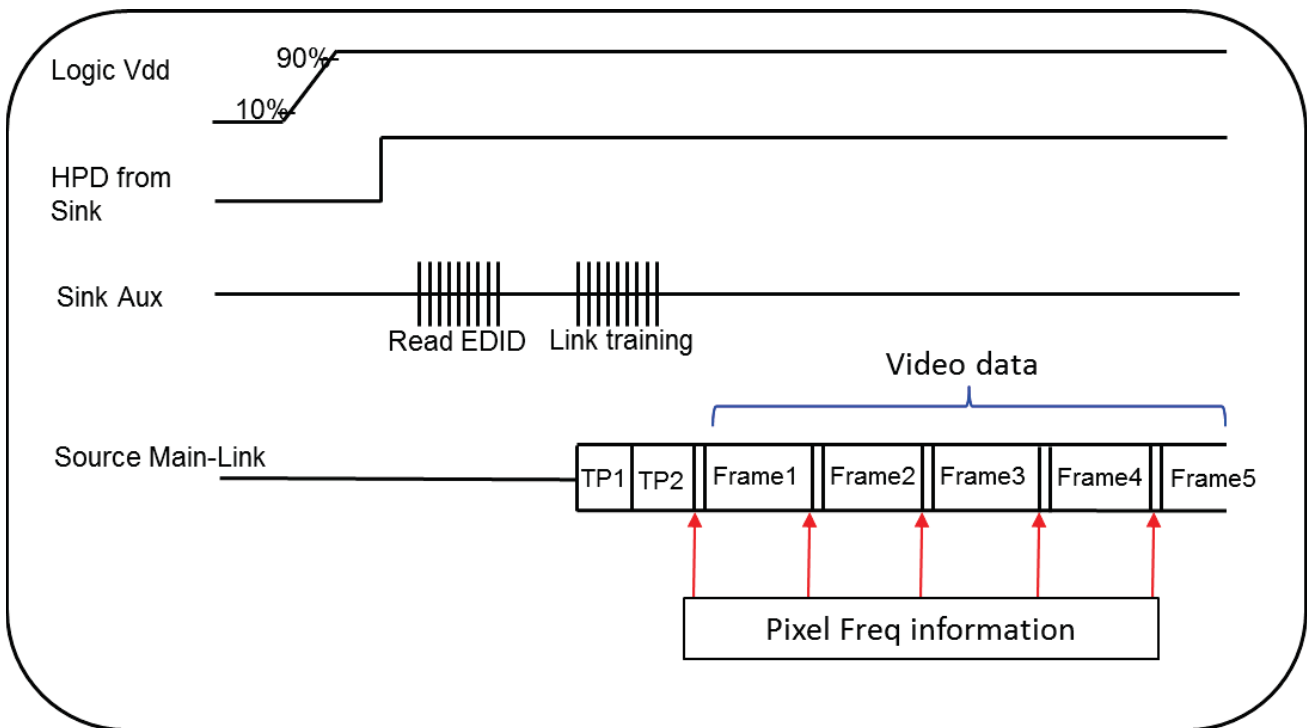 Logic Vdd
90%
10%
HPD from
Sink
Sink Aux
Read EDID
Link training
Video data
Source Main-Link
TP1
TP2
Frame1
Frame2
Frame3
Frame4
Frame5
Pixel Freq information